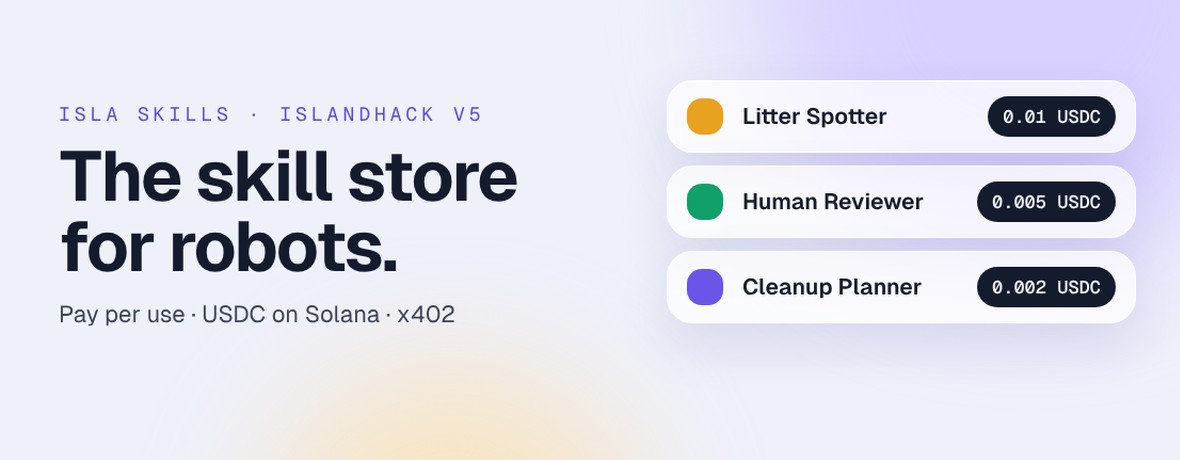 ISLA SKILLS · ISLANDHACK V5
The skill store
for robots.
Pay per use · USDC on Solana · x402
Litter Spotter 0.01 USDC
Human Reviewer 0.005 USDC
Cleanup Planner 0.002 USDC